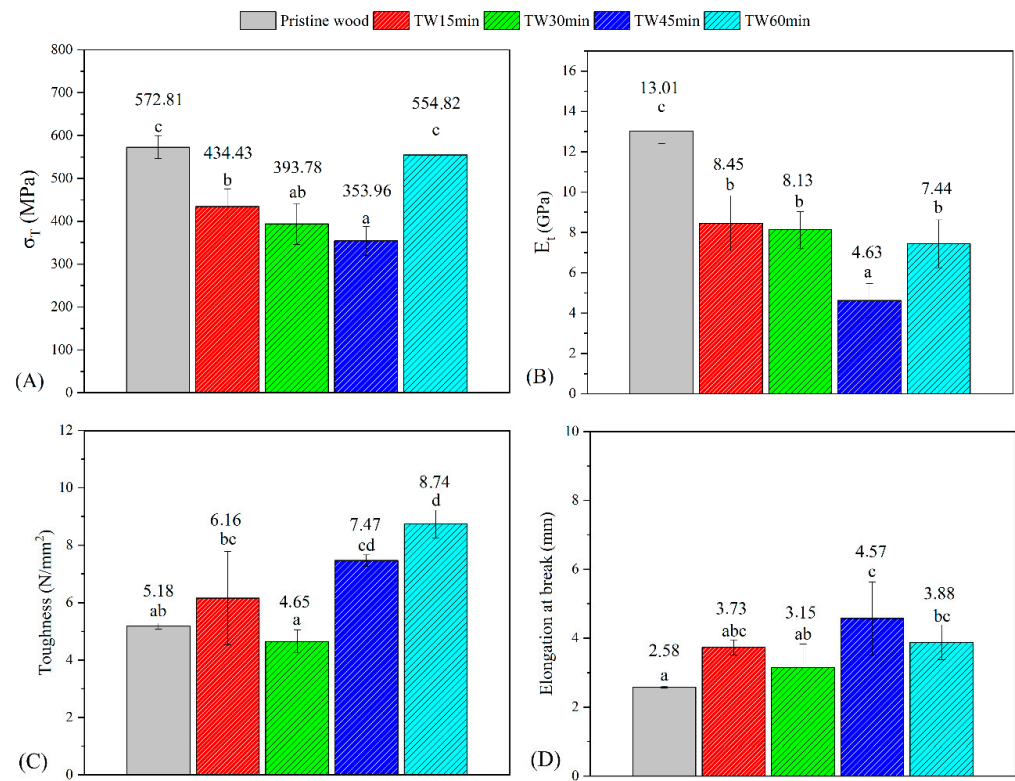 Pristine wood TW15min TW30min TW45min TW60min
800
700
600
500
400
300
200
100
0
σT (MPa)
572.81
c
434.43
b
393.78
ab
353.96
a
554.82
c
(A)
16
14
12
10
8
6
4
2
0
Et (GPa)
13.01
c
8.45
b
8.13
b
4.63
a
7.44
b
(B)
12
10
8
6
4
2
0
Toughness (N/mm²)
5.18
ab
6.16
bc
4.65
a
7.47
cd
8.74
d
(C)
10
8
6
4
2
0
Elongation at break (mm)
2.58
a
3.73
abc
3.15
ab
4.57
c
3.88
bc
(D)